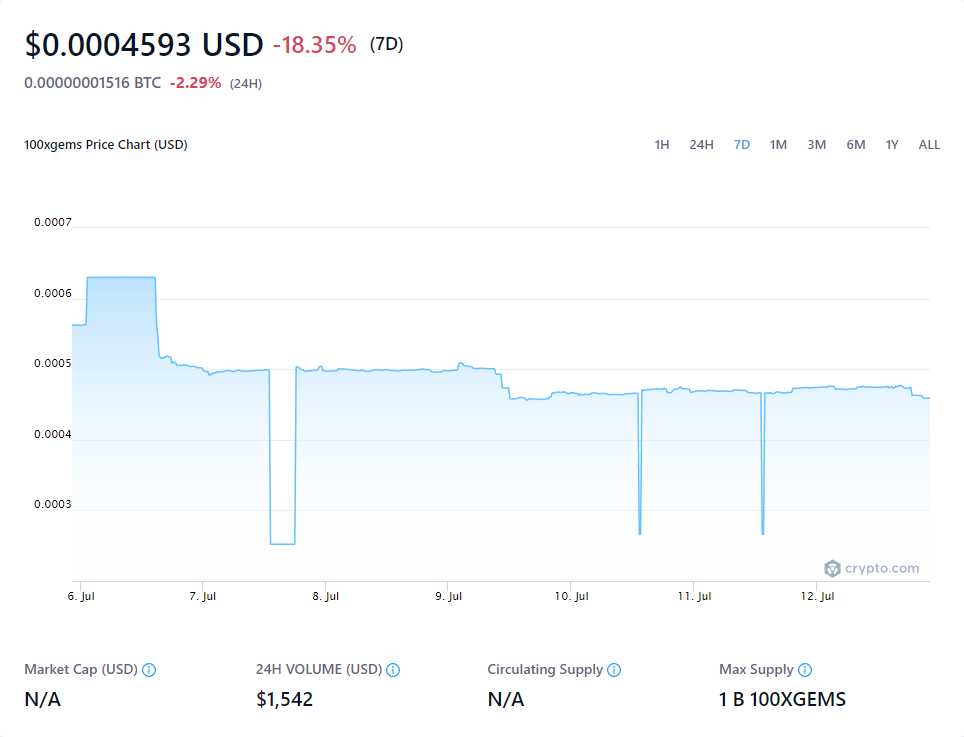 $0.0004593 USD -18.35% (7D)
0.00000001516 BTC -2.29% (24H)
100xgems Price Chart (USD) 1H 24H 7D 1M 3M 6M 1Y ALL
0.0007
0.0006
0.0005
0.0004
0.0003
crypto.com
6. Jul 7. Jul 8. Jul 9. Jul 10. Jul 11. Jul 12. Jul
Market Cap (USD) 24H VOLUME (USD) Circulating Supply Max Supply
N/A $1,542 N/A 1 B 100XGEMS